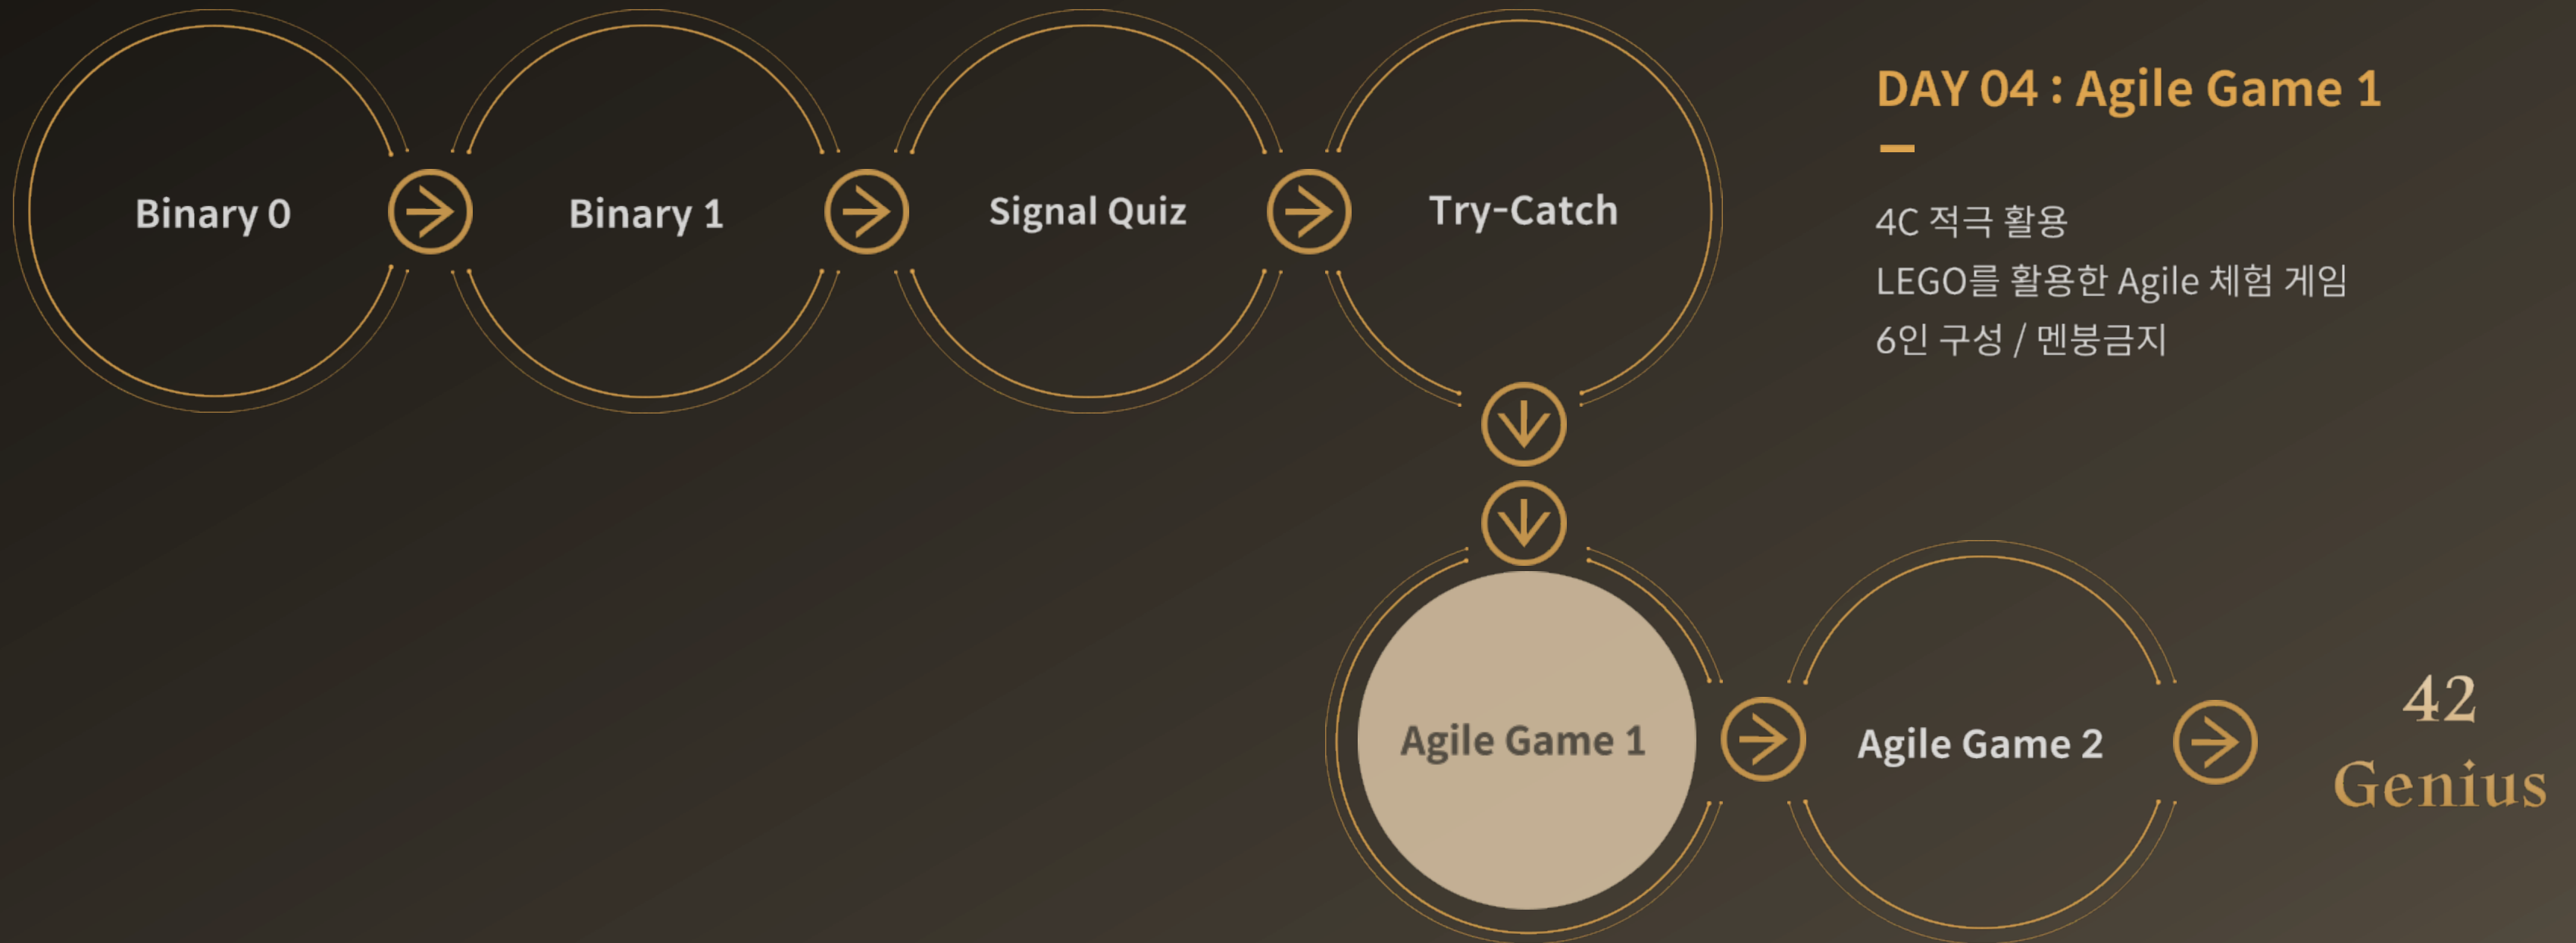 Binary 0
Binary 1
Signal Quiz
Try-Catch
DAY 04 : Agile Game 1
4C 적극 활용
LEGO를 활용한 Agile 체험 게임
6인 구성 / 멘붕금지
Agile Game 1
Agile Game 2
42
Genius